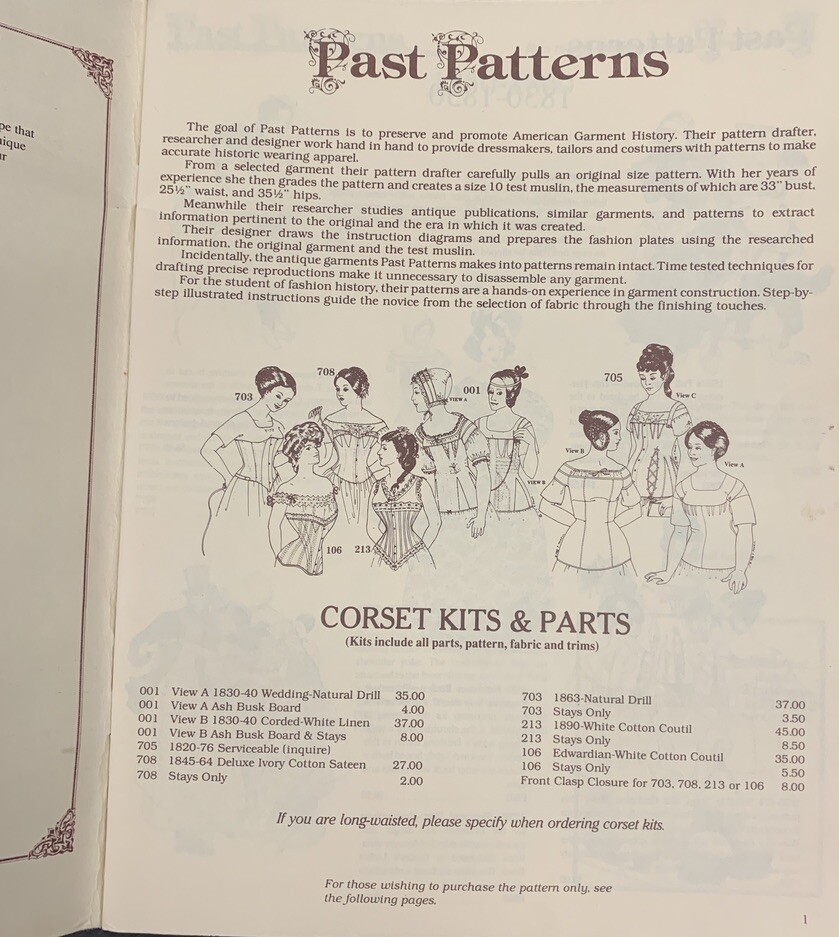 pe that
nique
ur
Past Patterns
The goal of Past Patterns is to preserve and promote American Garment History. Their pattern drafter,
researcher and designer work hand in hand to provide dressmakers, tailors and costumers with patterns to make
accurate historic wearing apparel.
From a selected garment their pattern drafter carefully pulls an original size pattern. With her years of
experience she then grades the pattern and creates a size 10 test muslin, the measurements of which are 33" bust,
25½" waist, and 35½" hips.
Meanwhile their researcher studies antique publications, similar garments, and patterns to extract
information pertinent to the original and the era in which it was created.
Their designer draws the instruction diagrams and prepares the fashion plates using the researched
information, the original garment and the test muslin.
Incidentally, the antique garments Past Patterns makes into patterns remain intact. Time tested techniques for
drafting precise reproductions make it unnecessary to disassemble any garment.
For the student of fashion history, their patterns are a hands-on experience in garment construction. Step-by-
step illustrated instructions guide the novice from the selection of fabric through the finishing touches.
703
708
VIEW A
001
VIEW B
705
View C
View B
View A
106
213
CORSET KITS & PARTS
(Kits include all parts, pattern, fabric and trims)
001 View A 1830-40 Wedding-Natural Drill 35.00
001 View A Ash Busk Board 4.00
001 View B 1830-40 Corded-White Linen 37.00
001 View B Ash Busk Board & Stays 8.00
705 1820-76 Serviceable (inquire)
708 1845-64 Deluxe Ivory Cotton Sateen 27.00
708 Stays Only 2.00
703 1863-Natural Drill 37.00
703 Stays Only 3.50
213 1890-White Cotton Coutil 45.00
213 Stays Only 8.50
106 Edwardian-White Cotton Coutil 35.00
106 Stays Only 5.50
Front Clasp Closure for 703, 708, 213 or 106 8.00
If you are long-waisted, please specify when ordering corset kits.
For those wishing to purchase the pattern only, see
the following pages.
1